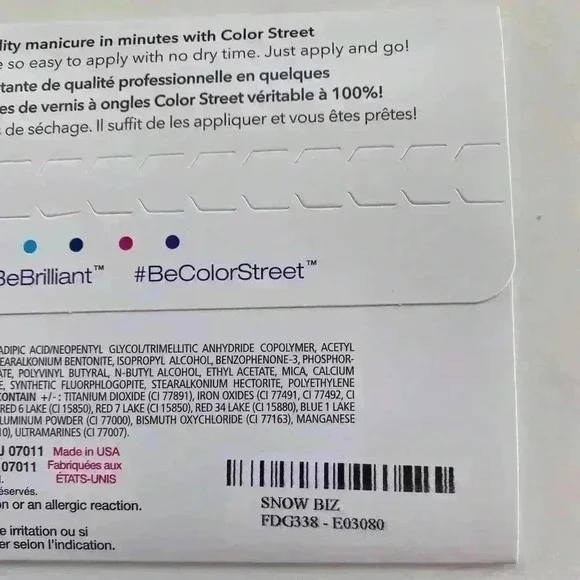 lity manicure in minutes with Color Street
e so easy to apply with no dry time. Just apply and go!
tante de qualité professionnelle en quelques
es de vernis à ongles Color Street véritable à 100%!
de séchage. Il suffit de les appliquer et vous êtes prêtes!
BeBrilliant™ #BeColorStreet™
ADIPIC ACID/NEOPENTYL GLYCOL/TRIMELLITIC ANHYDRIDE COPOLYMER, ACETYL
EARALKONIUM BENTONITE, ISOPROPYL ALCOHOL, BENZOPHENONE-3, PHOSPHOR-
ATE, POLYVINYL BUTYRAL, N-BUTYL ALCOHOL, ETHYL ACETATE, MICA, CALCIUM
E, SYNTHETIC FLUORPHLOGOPITE, STEARALKONIUM HECTORITE, POLYETHYLENE
CONTAIN +/- : TITANIUM DIOXIDE (CI 77891), IRON OXIDES (CI 77491, CI 77492, CI
RED 6 LAKE (CI 15850), RED 7 LAKE (CI 15850), RED 34 LAKE (CI 15880), BLUE 1 LAKE
LUMINUM POWDER (CI 77000), BISMUTH OXYCHLORIDE (CI 77163), MANGANESE
10), ULTRAMARINES (CI 77007).
J 07011 Made in USA
07011 Fabriquées aux
ÉTATS-UNIS
éservés.
n or an allergic reaction.
e irritation ou si
er selon l'indication.
SNOW BIZ
FDG338 - E03080